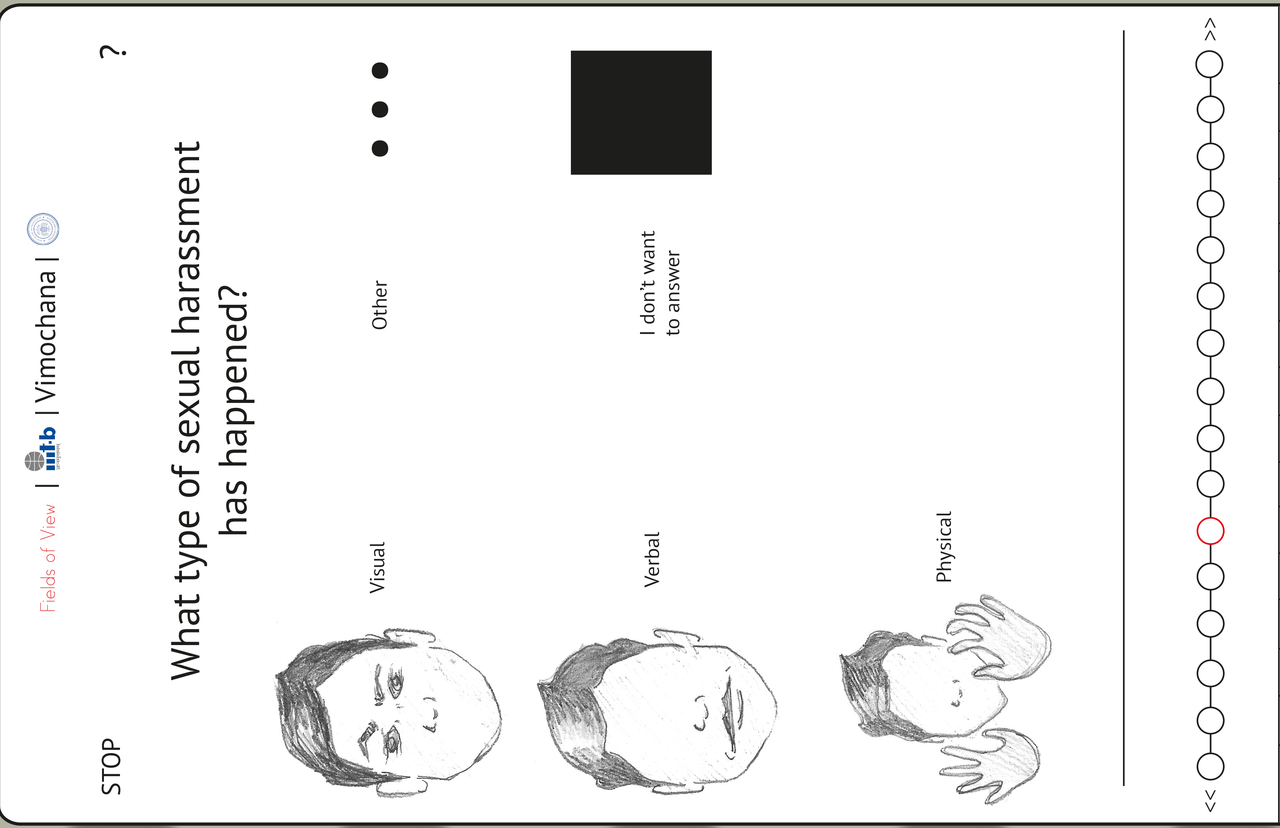 Fields of View | iiit-b | Vimochana |
STOP ?
What type of sexual harassment
has happened?
Visual
Other
Verbal
I don't want
to answer
Physical
<< >>